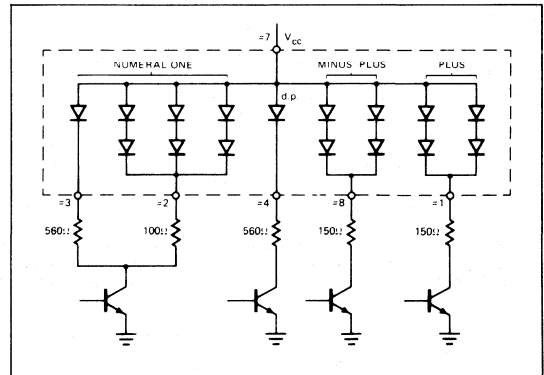 =7 Vcc
NUMERAL ONE
MINUS PLUS
PLUS
d.p.
=3
=2
=4
=8
=1
560Ω
100Ω
560Ω
150Ω
150Ω